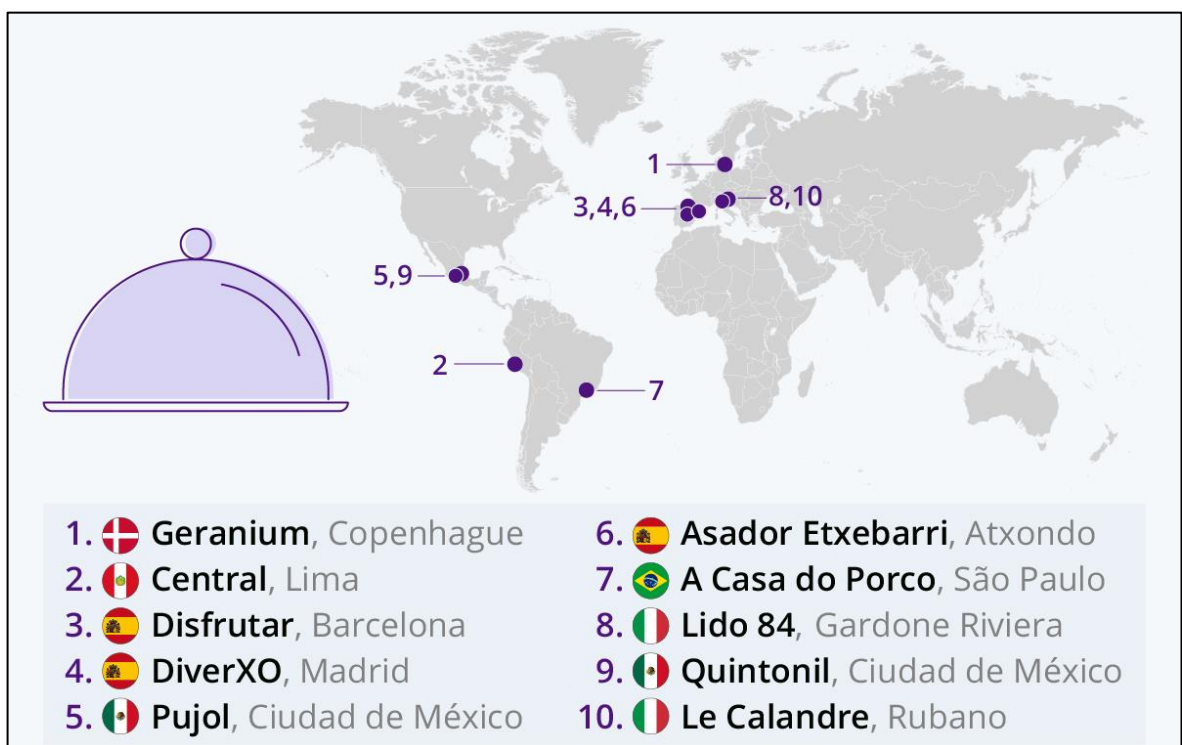 1
3,4,6
8,10
5,9
2
7
1. Geranium, Copenhague
2. Central, Lima
3. Disfrutar, Barcelona
4. DiverXO, Madrid
5. Pujol, Ciudad de México
6. Asador Etxebarri, Atxondo
7. A Casa do Porco, São Paulo
8. Lido 84, Gardone Riviera
9. Quintonil, Ciudad de México
10. Le Calandre, Rubano